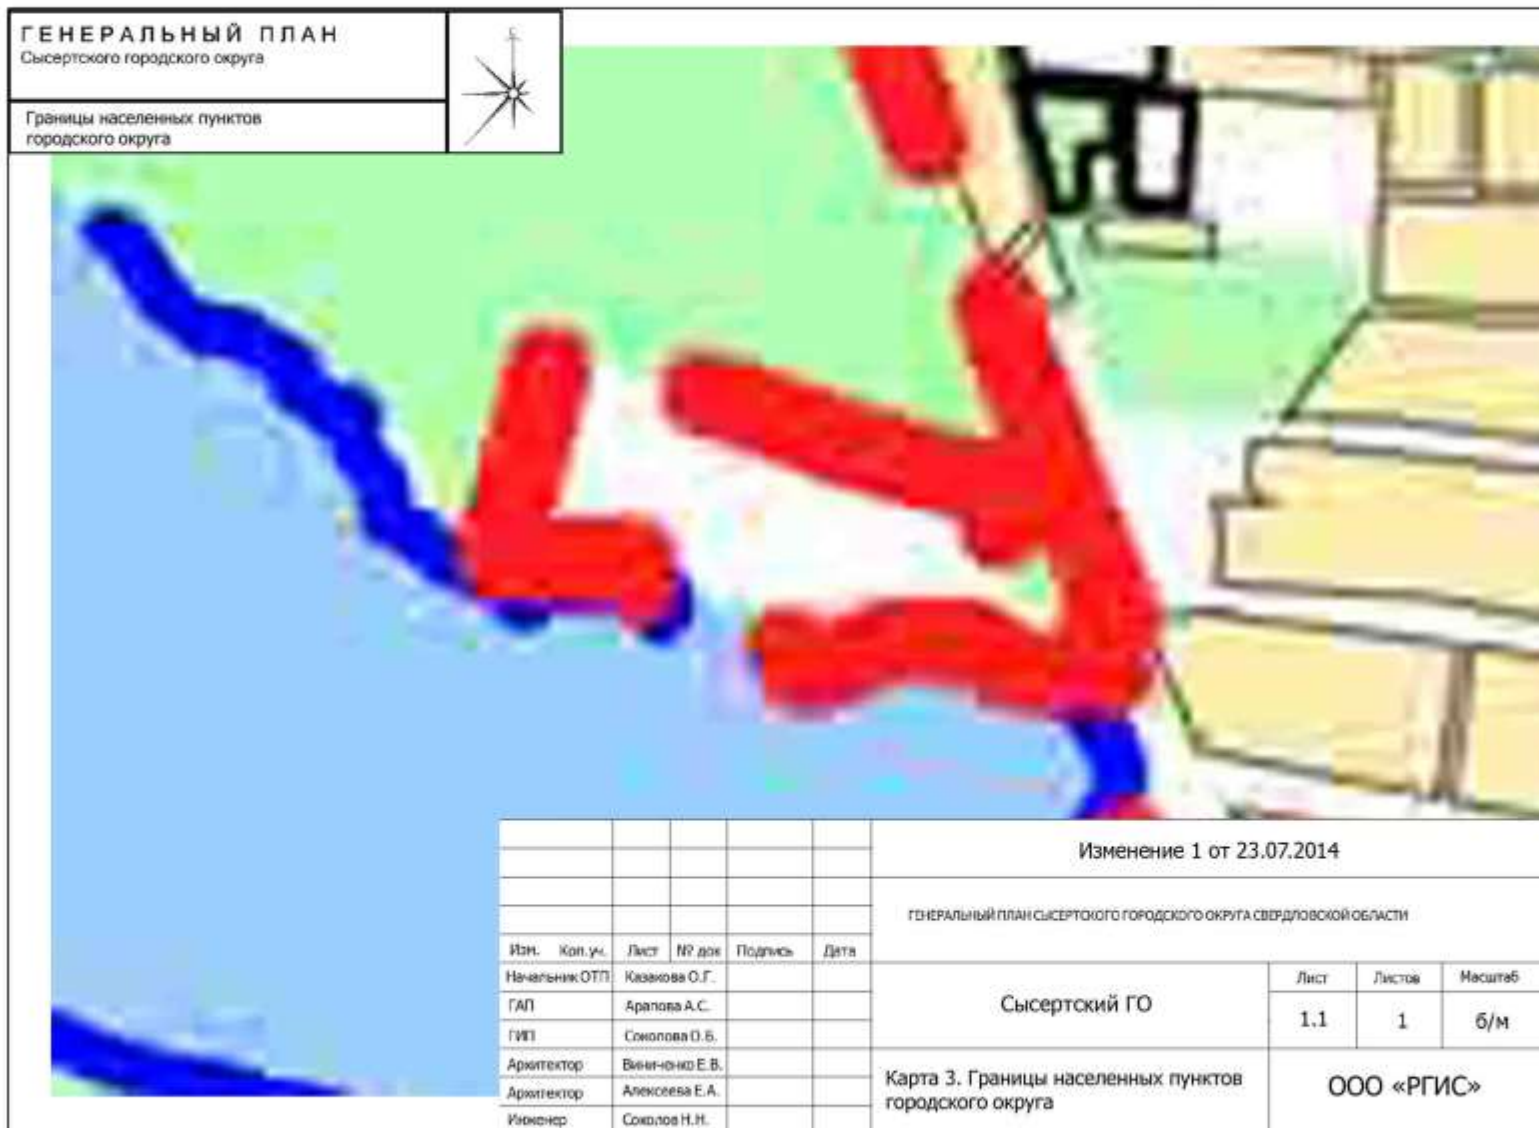 ГЕНЕРАЛЬНЫЙ ПЛАН
Сысертского городского округа
С
Границы населенных пунктов
городского округа
Изменение 1 от 23.07.2014
ГЕНЕРАЛЬНЫЙ ПЛАН СЫСЕРТСКОГО ГОРОДСКОГО ОКРУГА СВЕРДЛОВСКОЙ ОБЛАСТИ
Изм. Кол.уч. Лист № док Подпись Дата
Начальник ОТП Казакова О.Г.
ГАП Арапова А.С.
ГИП Соколова О.Б.
Архитектор Виниченко Е.В.
Архитектор Алексеева Е.А.
Инженер Соколов Н.Н.
Сысертский ГО
Лист Листов Масштаб
1.1 1 б/м
Карта 3. Границы населенных пунктов
городского округа
ООО «РГИС»